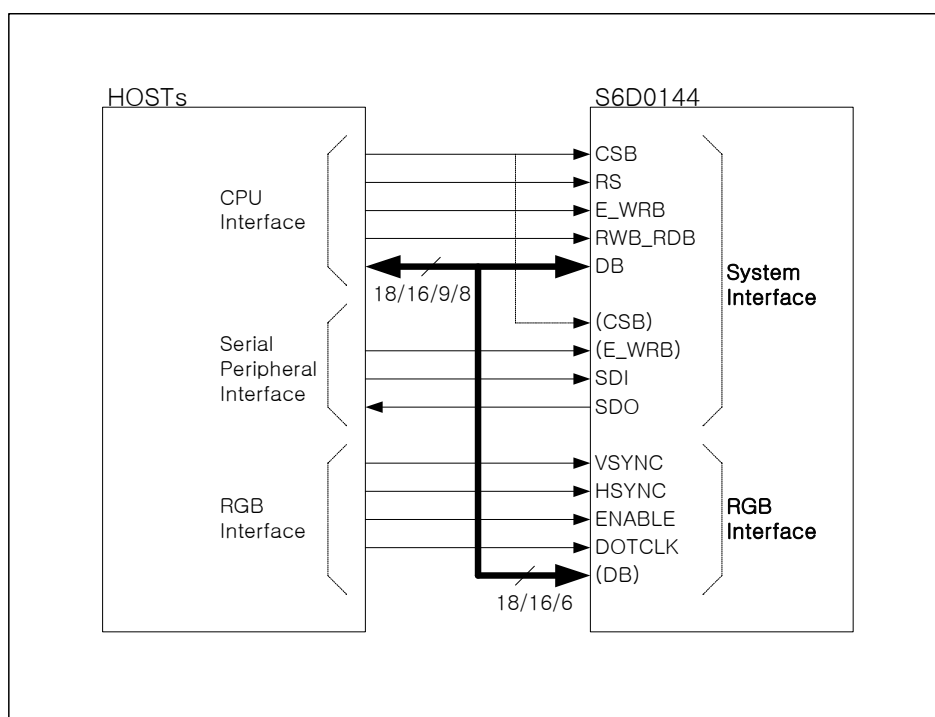 HOSTs
S6D0144
CPU
Interface
Serial
Peripheral
Interface
RGB
Interface
18/16/9/8
18/16/6
CSB
RS
E_WRB
RWB_RDB
DB
(CSB)
(E_WRB)
SDI
SDO
VSYNC
HSYNC
ENABLE
DOTCLK
(DB)
System
Interface
RGB
Interface